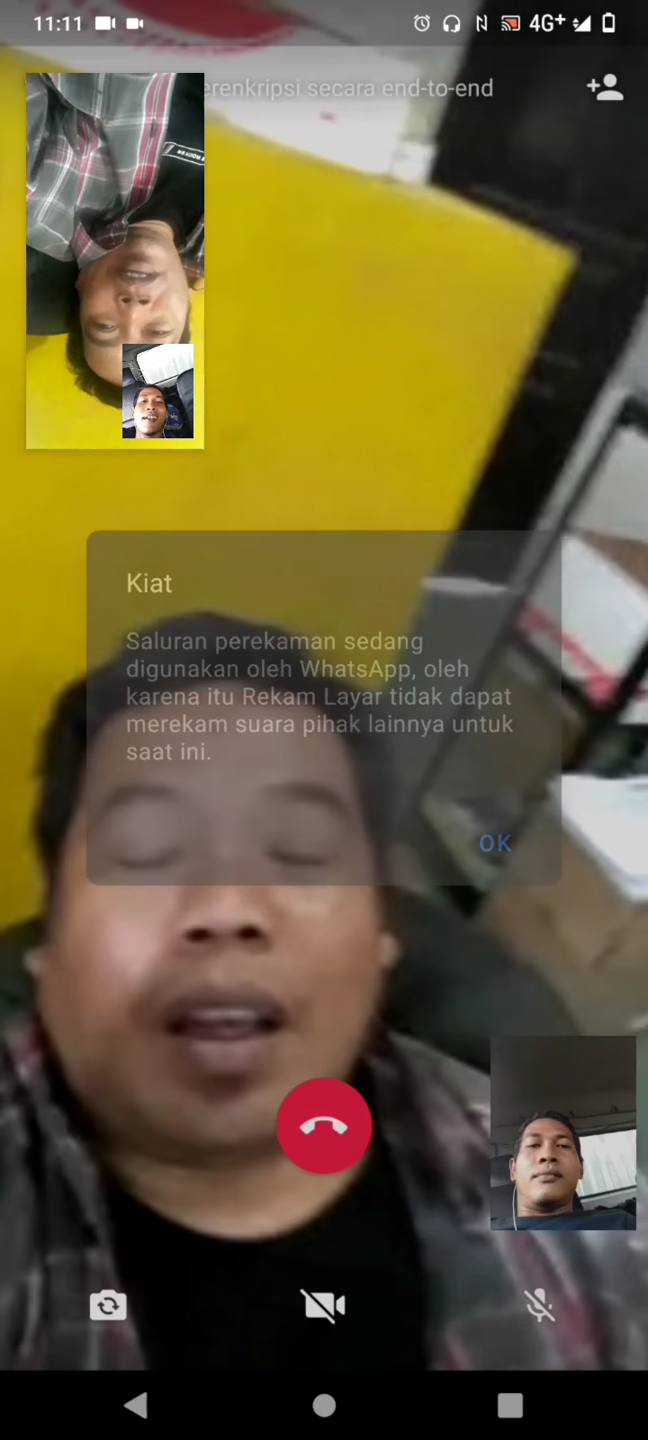 11:11
4G+
erenkripsi secara end-to-end
Kiat
Saluran perekaman sedang
digunakan oleh WhatsApp, oleh
karena itu Rekam Layar tidak dapat
merekam suara pihak lainnya untuk
saat ini.
OK